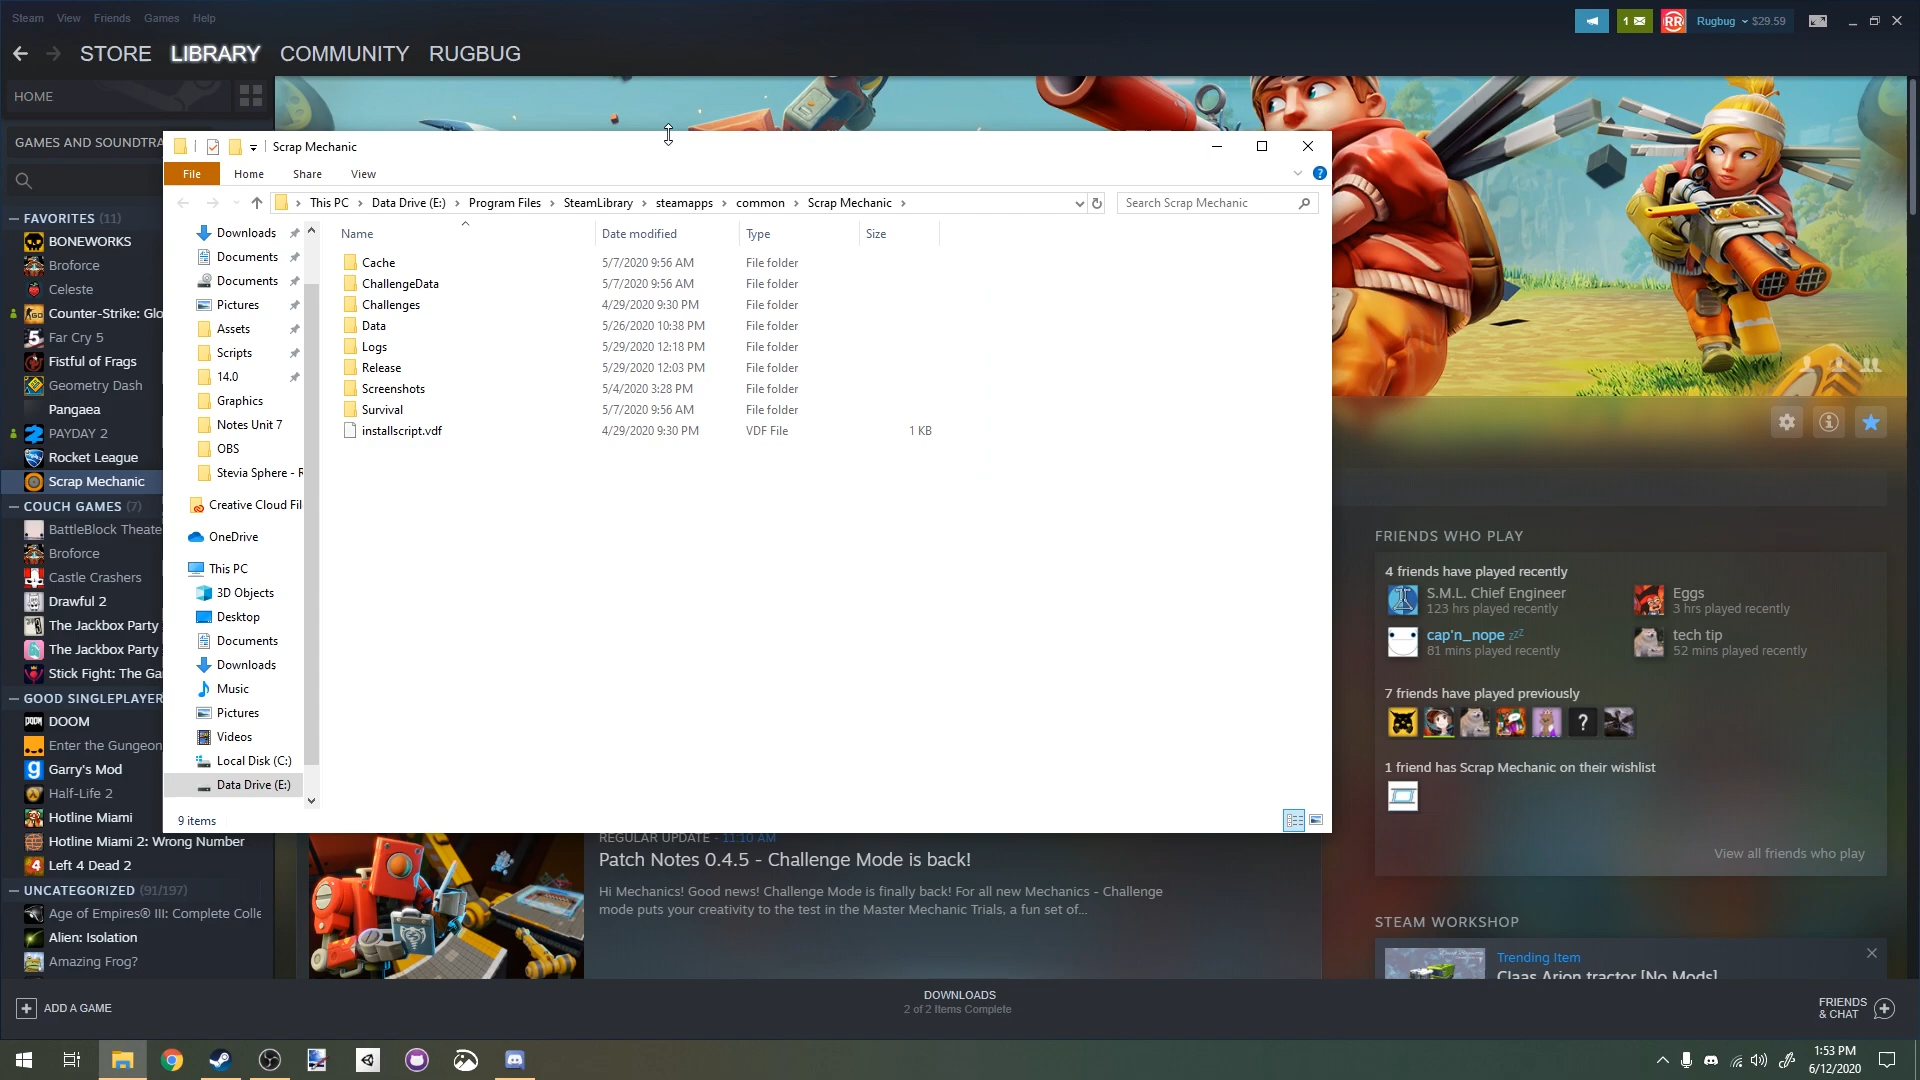 Steam View Friends Games Help
1
Rugbug $29.59
STORE LIBRARY COMMUNITY RUGBUG
HOME
GAMES AND SOUNDTRA
FAVORITES (11)
BONEWORKS
Broforce
Celeste
Counter-Strike: Glo
Far Cry 5
Fistful of Frags
Geometry Dash
Pangaea
PAYDAY 2
Rocket League
Scrap Mechanic
COUCH GAMES (7)
BattleBlock Theate
Broforce
Castle Crashers
Drawful 2
The Jackbox Party
The Jackbox Party
Stick Fight: The Ga
GOOD SINGLEPLAYER
DOOM
Enter the Gungeon
Garry's Mod
Half-Life 2
Hotline Miami
Hotline Miami 2: Wrong Number
Left 4 Dead 2
UNCATEGORIZED (91/197)
Age of Empires® III: Complete Colle
Alien: Isolation
Amazing Frog?
ADD A GAME
Scrap Mechanic
File Home Share View
This PC > Data Drive (E:) > Program Files > SteamLibrary > steamapps > common > Scrap Mechanic >
Search Scrap Mechanic
Downloads
Documents
Documents
Pictures
Assets
Scripts
14.0
Graphics
Notes Unit 7
OBS
Stevia Sphere - R
Creative Cloud Fil
OneDrive
This PC
3D Objects
Desktop
Documents
Downloads
Music
Pictures
Videos
Local Disk (C:)
Data Drive (E:)
Name Date modified Type Size
Cache 5/7/2020 9:56 AM File folder
ChallengeData 5/7/2020 9:56 AM File folder
Challenges 4/29/2020 9:30 PM File folder
Data 5/26/2020 10:38 PM File folder
Logs 5/29/2020 12:18 PM File folder
Release 5/29/2020 12:03 PM File folder
Screenshots 5/4/2020 3:28 PM File folder
Survival 5/7/2020 9:56 AM File folder
installscript.vdf 4/29/2020 9:30 PM VDF File 1 KB
9 items
REGULAR UPDATE - 11:10 AM
Patch Notes 0.4.5 - Challenge Mode is back!
Hi Mechanics! Good news! Challenge Mode is finally back! For all new Mechanics - Challenge
mode puts your creativity to the test in the Master Mechanic Trials, a fun set of...
FRIENDS WHO PLAY
4 friends have played recently
S.M.L. Chief Engineer
123 hrs played recently
Eggs
3 hrs played recently
cap'n_nope zzZ
81 mins played recently
tech tip
52 mins played recently
7 friends have played previously
?
1 friend has Scrap Mechanic on their wishlist
View all friends who play
STEAM WORKSHOP
Trending Item
Claas Arion tractor [No Mods]
DOWNLOADS
2 of 2 Items Complete
FRIENDS
& CHAT
1:53 PM
6/12/2020